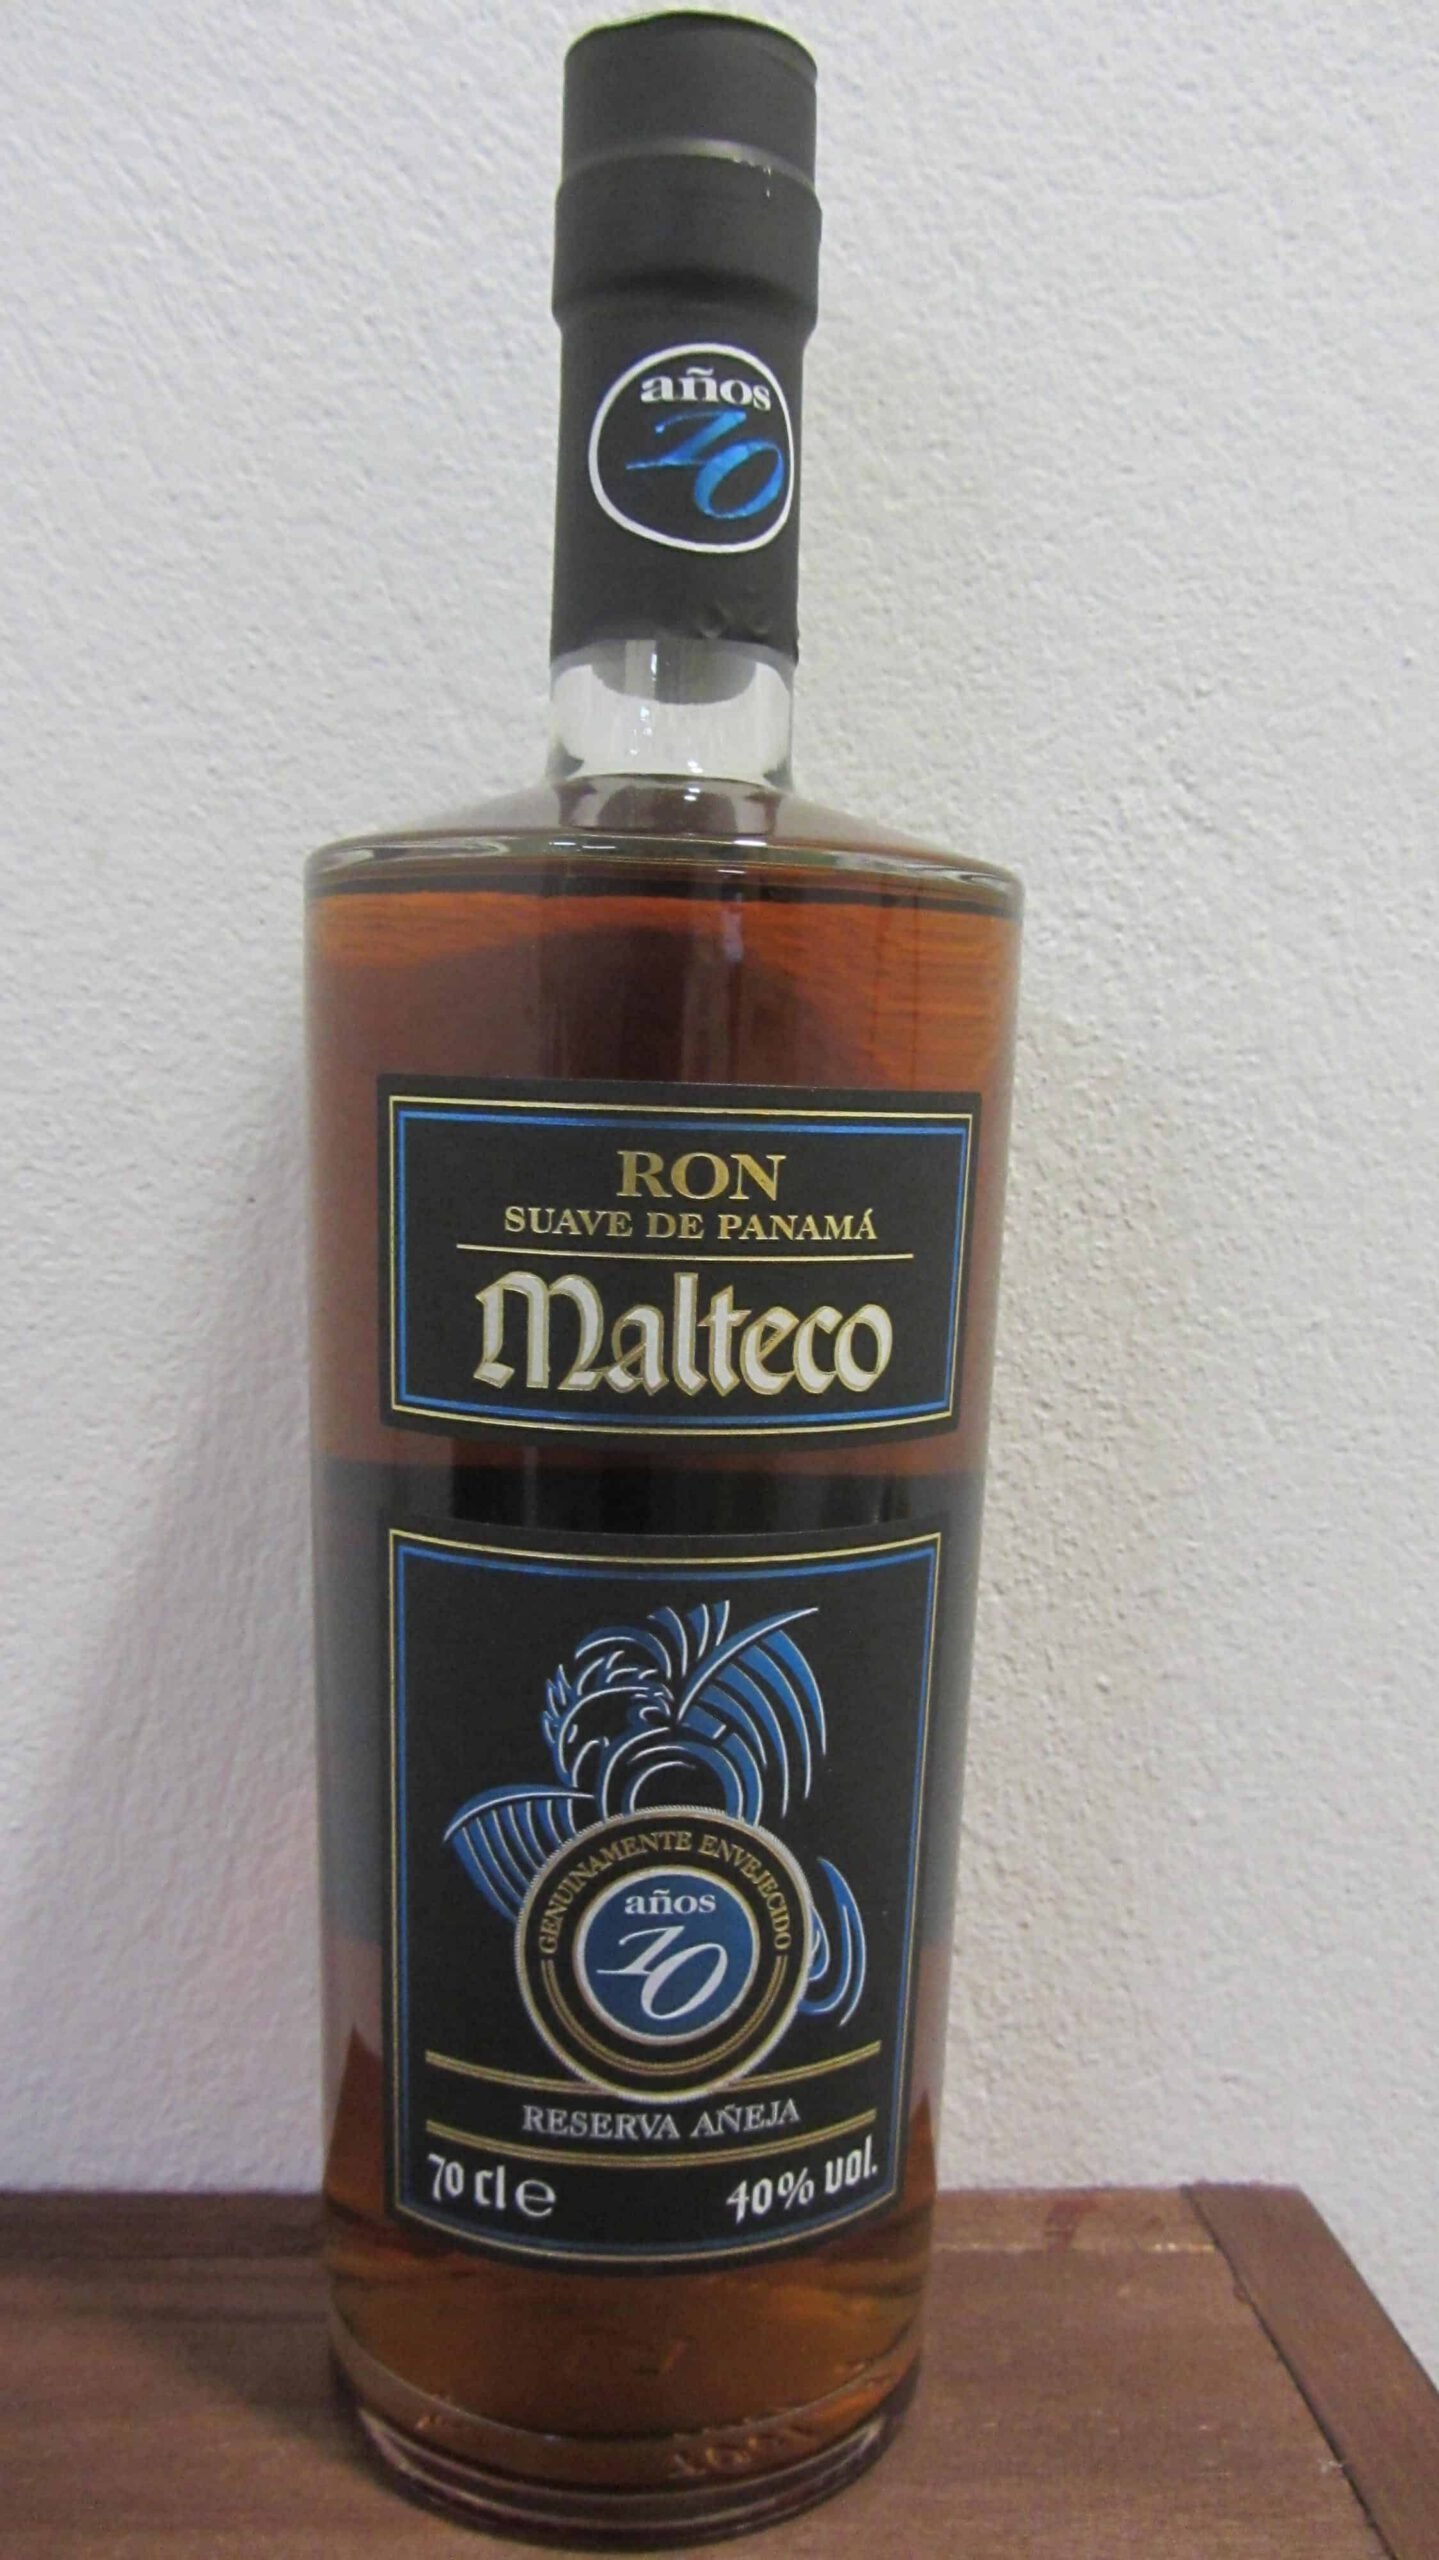 años
10
RON
SUAVE DE PANAMÁ
Malteco
GENUINAMENTE ENVEJECIDO
años
10
RESERVA AÑEJA
70 cl e 40% vol.